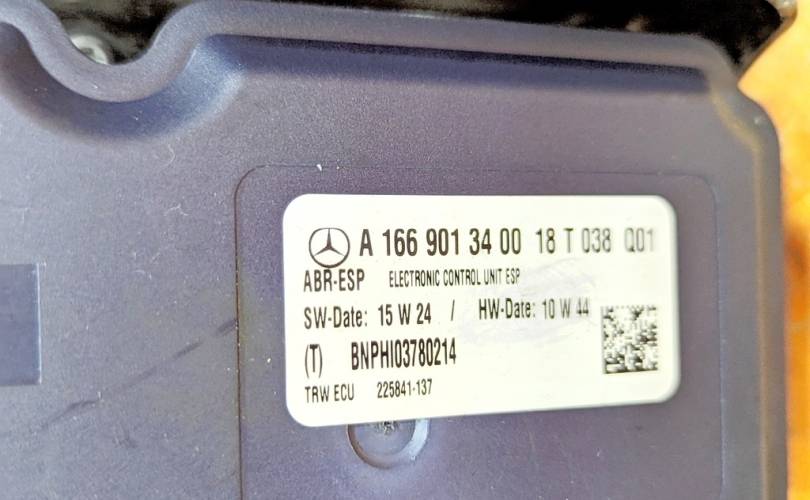 A 166 901 34 00 18 T 038 Q01
ABR-ESP ELECTRONIC CONTROL UNIT ESP
SW-Date: 15 W 24 / HW-Date: 10 W 44
(T) BNPHI03780214
TRW ECU 225841-137